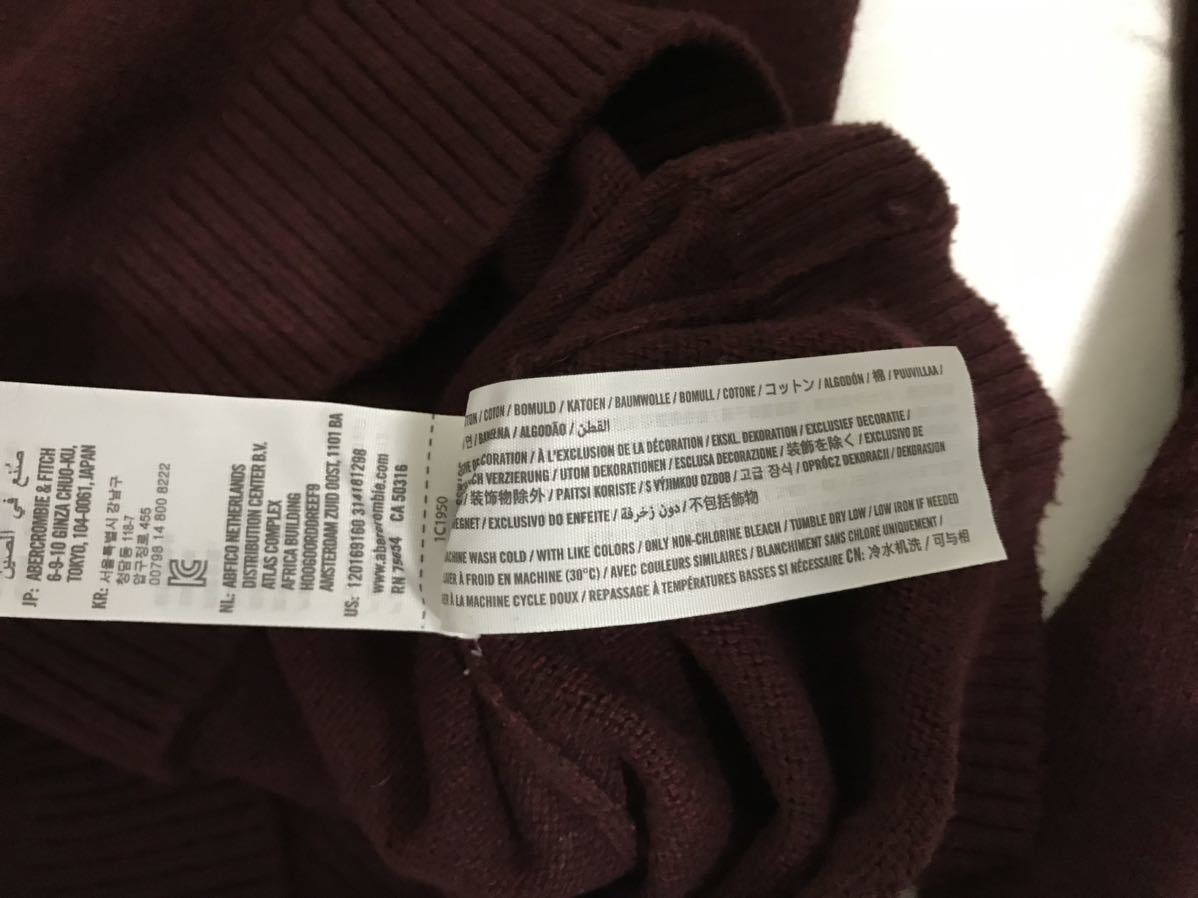 صنع في الصين
JP: ABERCROMBIE & FITCH
6-9-10 GINZA CHUO-KU,
TOKYO, 104-0061, JAPAN
KR: 서울특별시 강남구
청담동 118-7
압구정로 455
00798 14 800 8222
NL: ABFICO NETHERLANDS
DISTRIBUTION CENTER B.V.
ATLAS COMPLEX
AFRICA BUILDING
HOOGOORDDREEF9
AMSTERDAM ZUID OOST, 1101 BA
US: 120169160 314161298
www.abercrombie.com
RN 75654 CA 50316
1C1950
/ COTON / BOMULD / KATOEN / BAUMWOLLE / BOMULL / COTONE / コットン / ALGODÓN / 棉 / PUUVILLAA /
/ 면 / BAWEŁNA / ALGODÃO / القطن
DECORATION / À L'EXCLUSION DE LA DÉCORATION / EKSKL. DEKORATION / EXCLUSIEF DECORATIE /
VERZIERUNG / UTOM DEKORATIONEN / ESCLUSA DECORAZIONE / 装飾を除く / EXCLUSIVO DE
/ 装饰物除外 / PAITSI KORISTE / S VÝJIMKOU OZDOB / 고급 장식 / OPRÓCZ DEKORACJI / DEKORASJON
/ EXCLUSIVO DO ENFEITE / دون زخرفة / 不包括飾物
WASH COLD / WITH LIKE COLORS / ONLY NON-CHLORINE BLEACH / TUMBLE DRY LOW / LOW IRON IF NEEDED
À FROID EN MACHINE (30°C) / AVEC COULEURS SIMILAIRES / BLANCHIMENT SANS CHLORE UNIQUEMENT /
À LA MACHINE CYCLE DOUX / REPASSAGE À TEMPÉRATURES BASSES SI NÉCESSAIRE CN: 冷水机洗 / 可与相